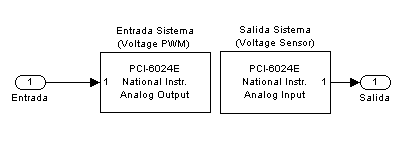 Entrada Sistema
(Voltage PWM)
Salida Sistema
(Voltage Sensor)
1
Entrada
1
PCI-6024E
National Instr.
Analog Output
PCI-6024E
National Instr.
Analog Input
1
1
Salida